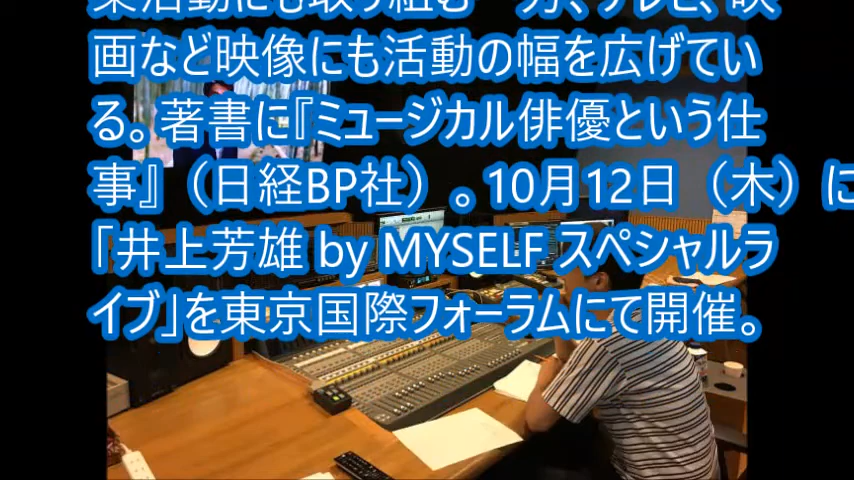 楽活動にも取り組む一方、テレビ、映
画など映像にも活動の幅を広げてい
る。著書に『ミュージカル俳優という仕
事』（日経BP社）。10月12日（木）に
「井上芳雄 by MYSELF スペシャルラ
イブ」を東京国際フォーラムにて開催。